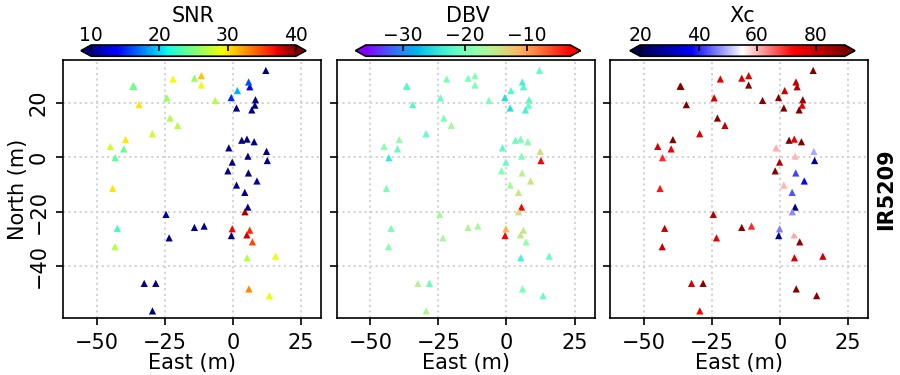 SNR DBV Xc
10 20 30 40 −30 −20 −10 20 40 60 80
20
0
−20
−40
North (m)
IR5209
−50 −25 0 25 −50 −25 0 25 −50 −25 0 25
East (m) East (m) East (m)